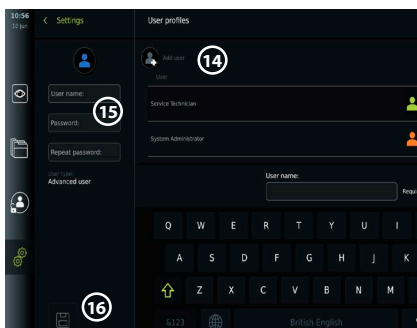 10:56
10 Jun
Settings
User profiles
Add user
14
User
User name:
15
Service Technician
Password:
System Administrator
Repeat password:
User type:
Advanced user
User name:
Requi
Q W E R T Y U I
A S D F G H J K
Z X C V B N M
16
&123
British English